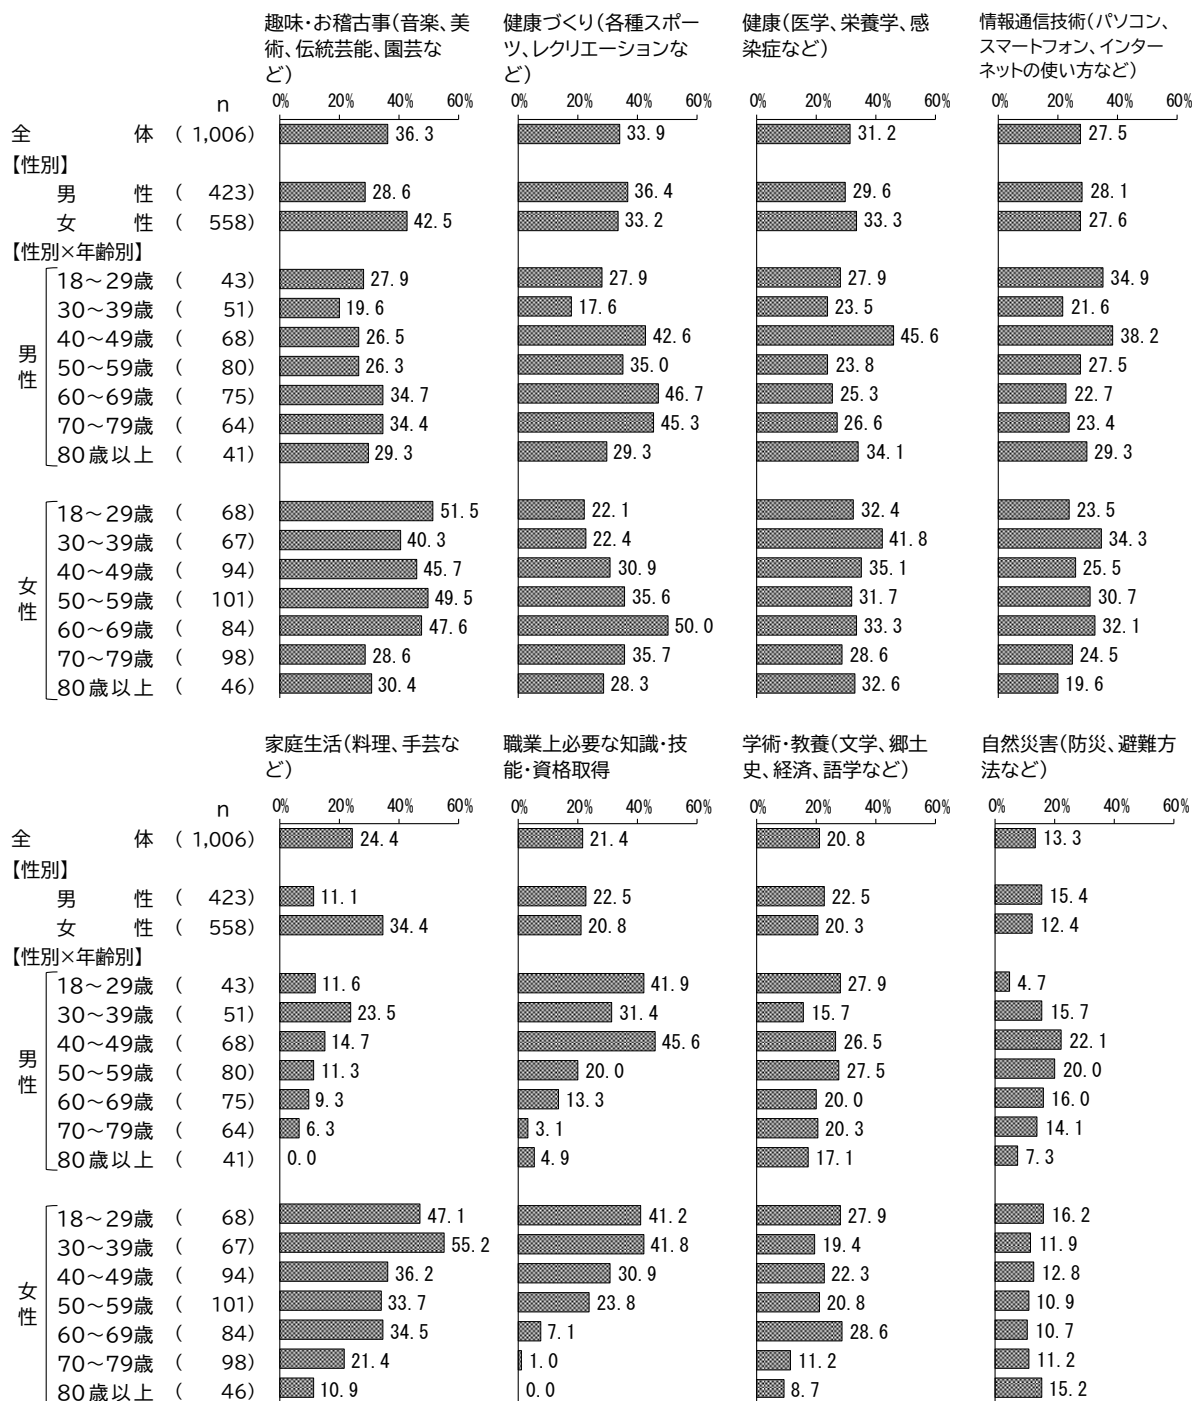 趣味・お稽古事（音楽、美
術、伝統芸能、園芸な
ど）
健康づくり（各種スポー
ツ、レクリエーションな
ど）
健康（医学、栄養学、感
染症など）
情報通信技術（パソコン、
スマートフォン、インター
ネットの使い方など）
n 0% 20% 40% 60% 0% 20% 40% 60% 0% 20% 40% 60% 0% 20% 40% 60%
全体（1,006） 36.3 33.9 31.2 27.5
【性別】
男性（423） 28.6 36.4 29.6 28.1
女性（558） 42.5 33.2 33.3 27.6
【性別×年齢別】
男性
18～29歳（43） 27.9 27.9 27.9 34.9
30～39歳（51） 19.6 17.6 23.5 21.6
40～49歳（68） 26.5 42.6 45.6 38.2
50～59歳（80） 26.3 35.0 23.8 27.5
60～69歳（75） 34.7 46.7 25.3 22.7
70～79歳（64） 34.4 45.3 26.6 23.4
80歳以上（41） 29.3 29.3 34.1 29.3
女性
18～29歳（68） 51.5 22.1 32.4 23.5
30～39歳（67） 40.3 22.4 41.8 34.3
40～49歳（94） 45.7 30.9 35.1 25.5
50～59歳（101） 49.5 35.6 31.7 30.7
60～69歳（84） 47.6 50.0 33.3 32.1
70～79歳（98） 28.6 35.7 28.6 24.5
80歳以上（46） 30.4 28.3 32.6 19.6
家庭生活（料理、手芸な
ど）
職業上必要な知識・技
能・資格取得
学術・教養（文学、郷土
史、経済、語学など）
自然災害（防災、避難方
法など）
n 0% 20% 40% 60% 0% 20% 40% 60% 0% 20% 40% 60% 0% 20% 40% 60%
全体（1,006） 24.4 21.4 20.8 13.3
【性別】
男性（423） 11.1 22.5 22.5 15.4
女性（558） 34.4 20.8 20.3 12.4
【性別×年齢別】
男性
18～29歳（43） 11.6 41.9 27.9 4.7
30～39歳（51） 23.5 31.4 15.7 15.7
40～49歳（68） 14.7 45.6 26.5 22.1
50～59歳（80） 11.3 20.0 27.5 20.0
60～69歳（75） 9.3 13.3 20.0 16.0
70～79歳（64） 6.3 3.1 20.3 14.1
80歳以上（41） 0.0 4.9 17.1 7.3
女性
18～29歳（68） 47.1 41.2 27.9 16.2
30～39歳（67） 55.2 41.8 19.4 11.9
40～49歳（94） 36.2 30.9 22.3 12.8
50～59歳（101） 33.7 23.8 20.8 10.9
60～69歳（84） 34.5 7.1 28.6 10.7
70～79歳（98） 21.4 1.0 11.2 11.2
80歳以上（46） 10.9 0.0 8.7 15.2